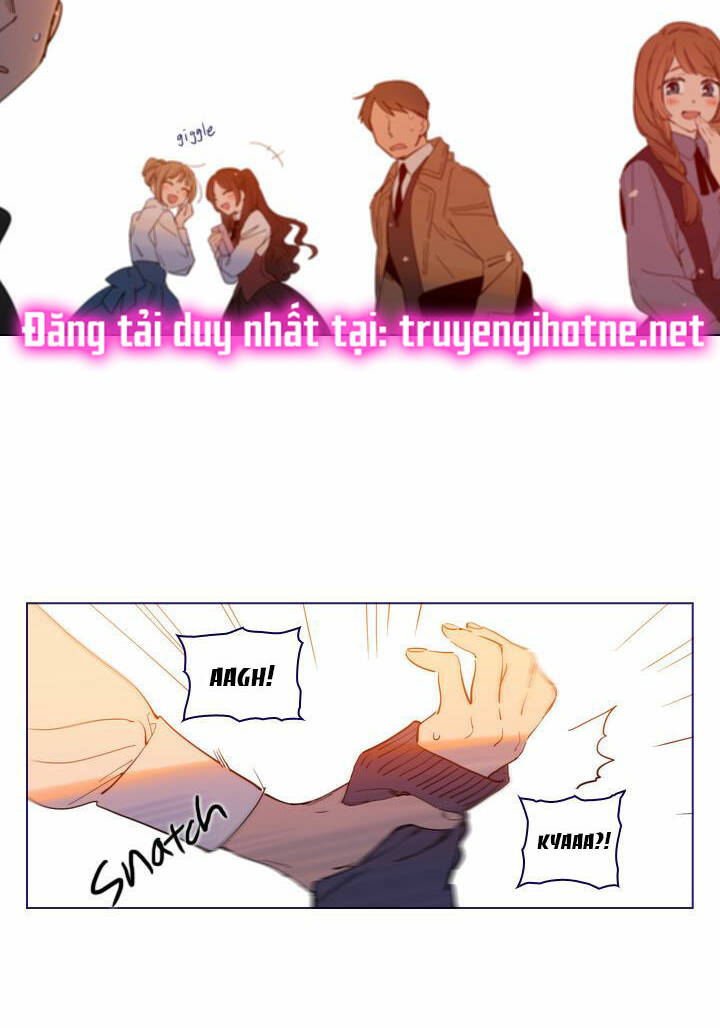 giggle
Đăng tải duy nhất tại: truyengihotne.net
AAGH!
Snatch
KYAAA?!